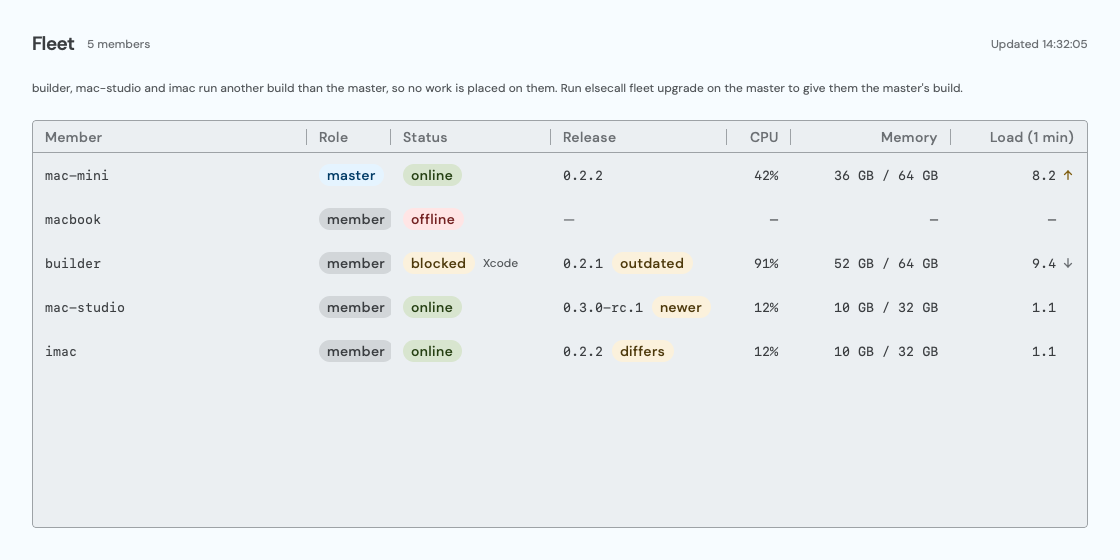 Fleet 5 members Updated 14:32:05
builder, mac-studio and imac run another build than the master, so no work is placed on them. Run elsecall fleet upgrade on the master to give them the master's build.
Member Role Status Release CPU Memory Load (1 min)
mac-mini master online 0.2.2 42% 36 GB / 64 GB 8.2 ↑
macbook member offline — — — —
builder member blocked Xcode 0.2.1 outdated 91% 52 GB / 64 GB 9.4 ↓
mac-studio member online 0.3.0-rc.1 newer 12% 10 GB / 32 GB 1.1
imac member online 0.2.2 differs 12% 10 GB / 32 GB 1.1